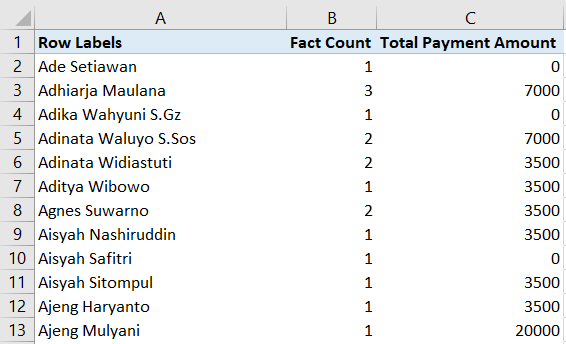 A B C
1 Row Labels Fact Count Total Payment Amount
2 Ade Setiawan 1 0
3 Adhiarja Maulana 3 7000
4 Adika Wahyuni S.Gz 1 0
5 Adinata Waluyo S.Sos 2 7000
6 Adinata Widiastuti 2 3500
7 Aditya Wibowo 1 3500
8 Agnes Suwarno 2 3500
9 Aisyah Nashiruddin 1 3500
10 Aisyah Safitri 1 0
11 Aisyah Sitompul 1 3500
12 Ajeng Haryanto 1 3500
13 Ajeng Mulyani 1 20000